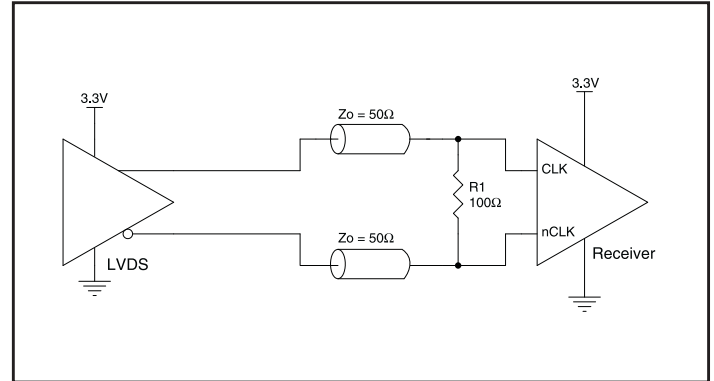 3.3V
3.3V
Zo = 50Ω
CLK
R1
100Ω
nCLK
Zo = 50Ω
LVDS
Receiver